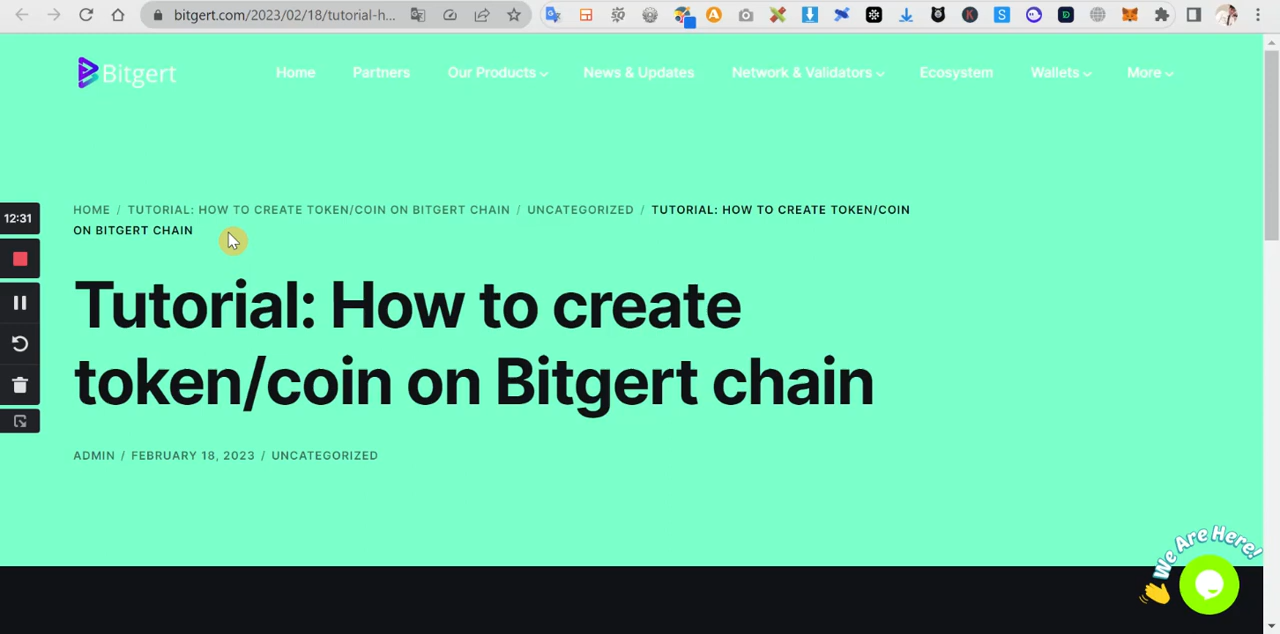 bitgert.com/2023/02/18/tutorial-h...
Bitgert
Home
Partners
Our Products
News & Updates
Network & Validators
Ecosystem
Wallets
More
12:31
HOME / TUTORIAL: HOW TO CREATE TOKEN/COIN ON BITGERT CHAIN / UNCATEGORIZED / TUTORIAL: HOW TO CREATE TOKEN/COIN
ON BITGERT CHAIN
Tutorial: How to create
token/coin on Bitgert chain
ADMIN / FEBRUARY 18, 2023 / UNCATEGORIZED
We Are Here!